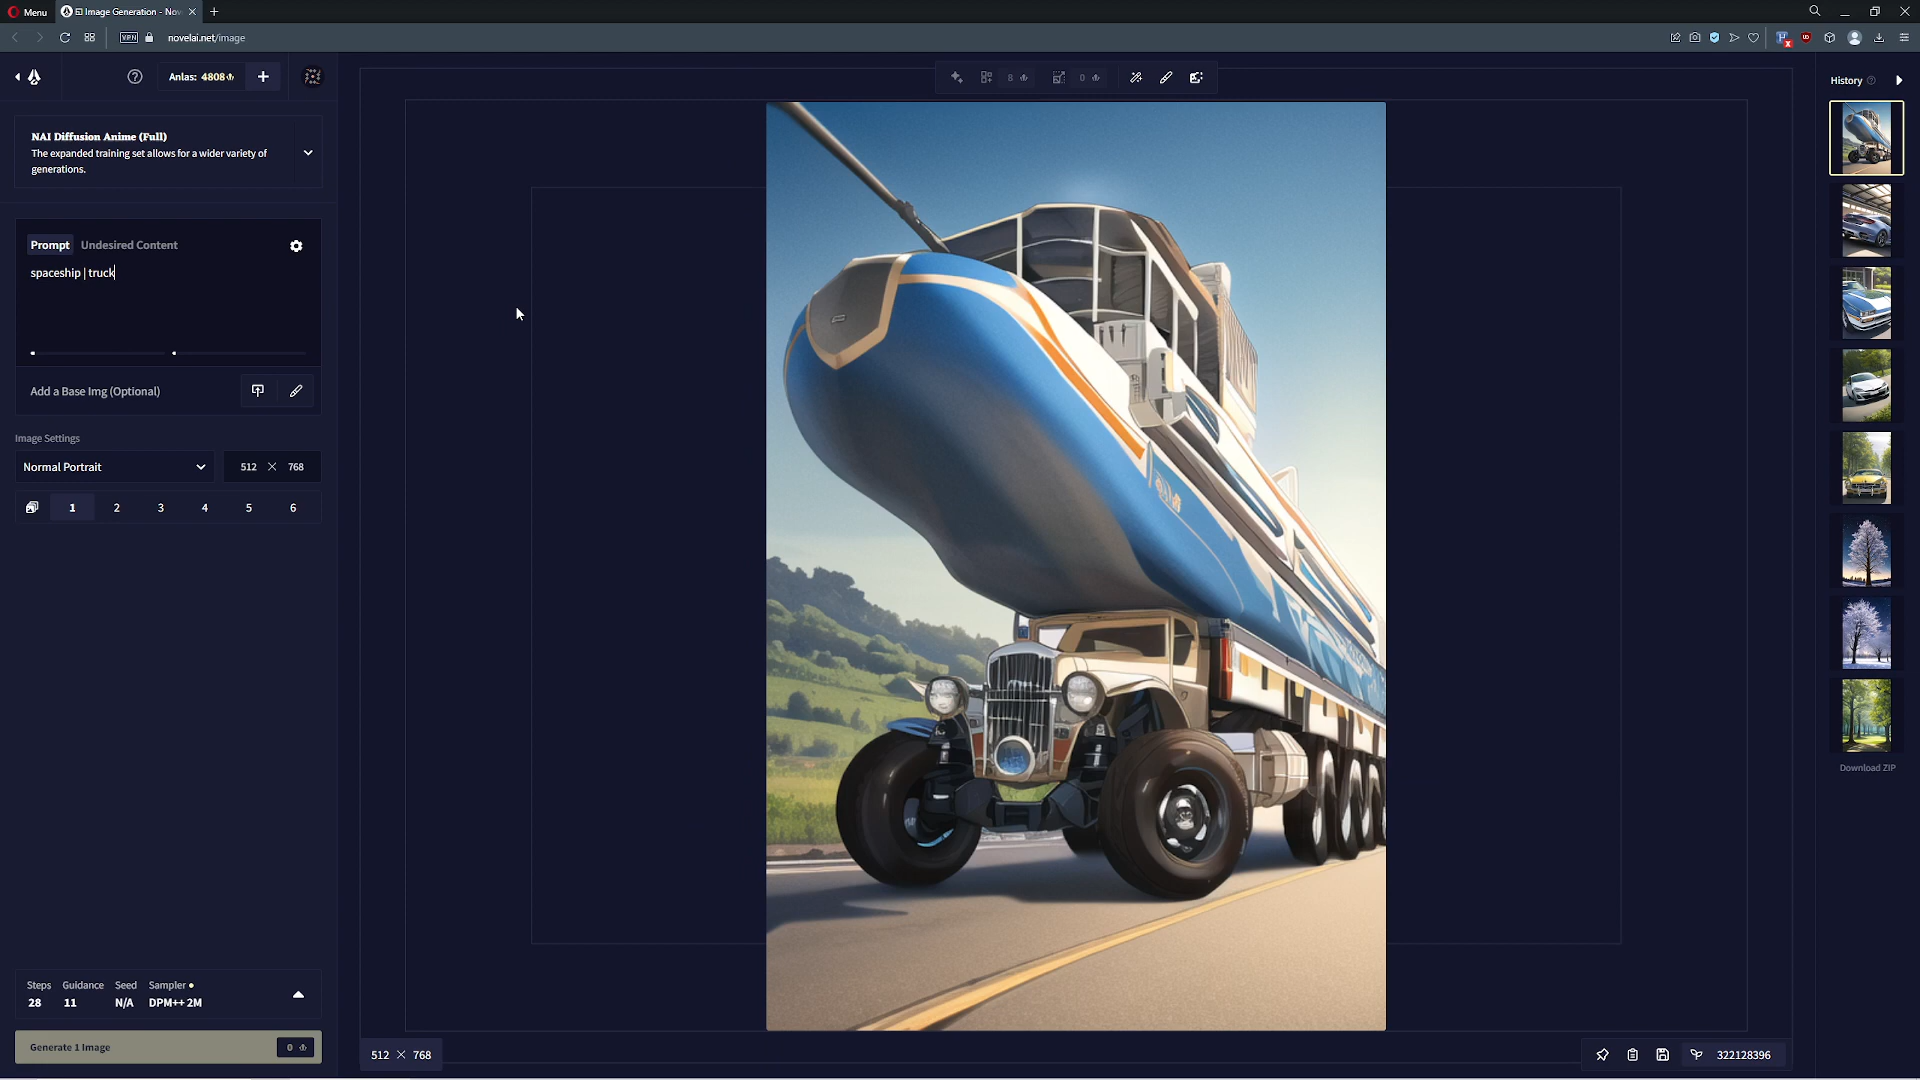 Menu
Image Generation - Nov
novelai.net/image
Anlas: 4808
8
0
History
NAI Diffusion Anime (Full)
The expanded training set allows for a wider variety of
generations.
Prompt Undesired Content
spaceship | truck
Add a Base Img (Optional)
Image Settings
Normal Portrait
512 × 768
1 2 3 4 5 6
Download ZIP
Steps Guidance Seed Sampler
28 11 N/A DPM++ 2M
Generate 1 Image 0
512 × 768
322128396